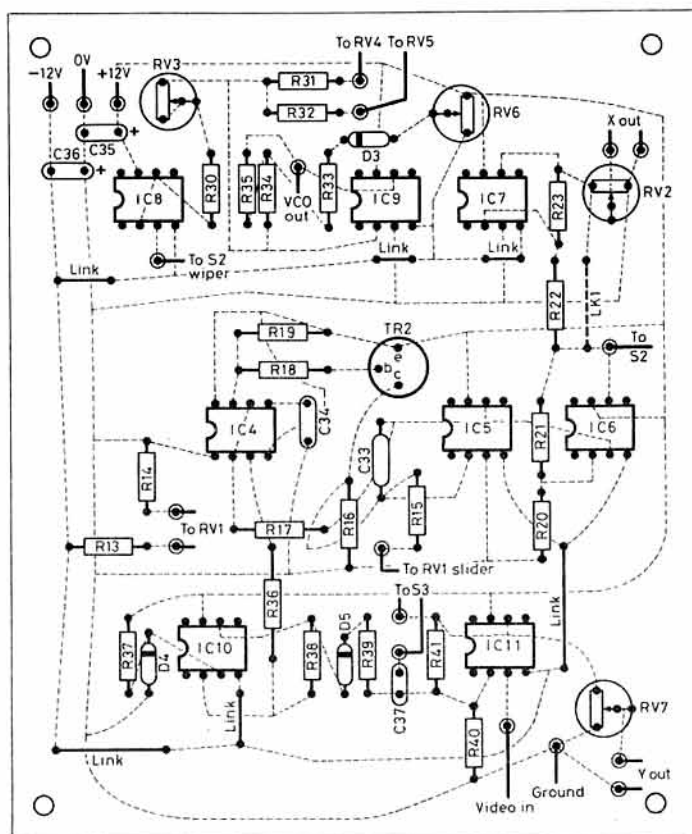 To RV4 To RV5
-12V 0V +12V
RV3
R31
R32
RV6
X out
C35 +
C36 +
D3
RV2
IC8
R30
R35
R34
VCO out
R33
IC9
IC7
R23
To S2 wiper
Link
Link
Link
R22
LK1
R19
TR2
e
b
c
R18
To S2
IC4
C34
C33
IC5
R21
IC6
R14
To RV1
R13
R17
R16
R15
R20
To RV1 slider
R36
To S3
Link
R37
D4
IC10
R38
D5
R39
C37
R41
IC11
Link
RV7
Link
R40
Video in
Ground
Y out